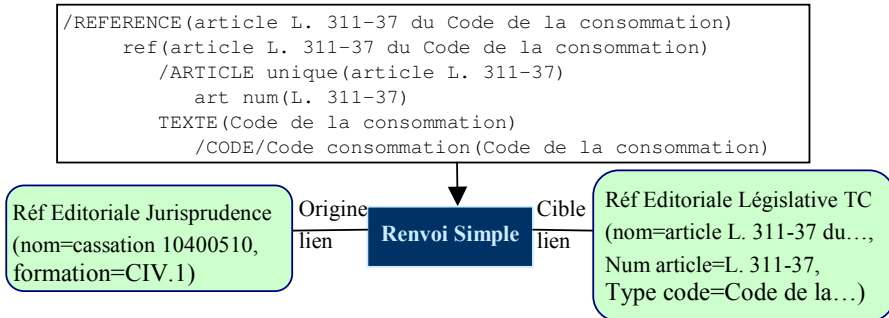 /REFERENCE(article L. 311-37 du Code de la consommation)
ref(article L. 311-37 du Code de la consommation)
/ARTICLE unique(article L. 311-37)
art num(L. 311-37)
TEXTE(Code de la consommation)
/CODE/Code consommation(Code de la consommation)
Réf Editoriale Jurisprudence
(nom=cassation 10400510,
formation=CIV.1)
Origine
lien
Renvoi Simple
Cible
lien
Réf Editoriale Législative TC
(nom=article L. 311-37 du…,
Num article=L. 311-37,
Type code=Code de la…)